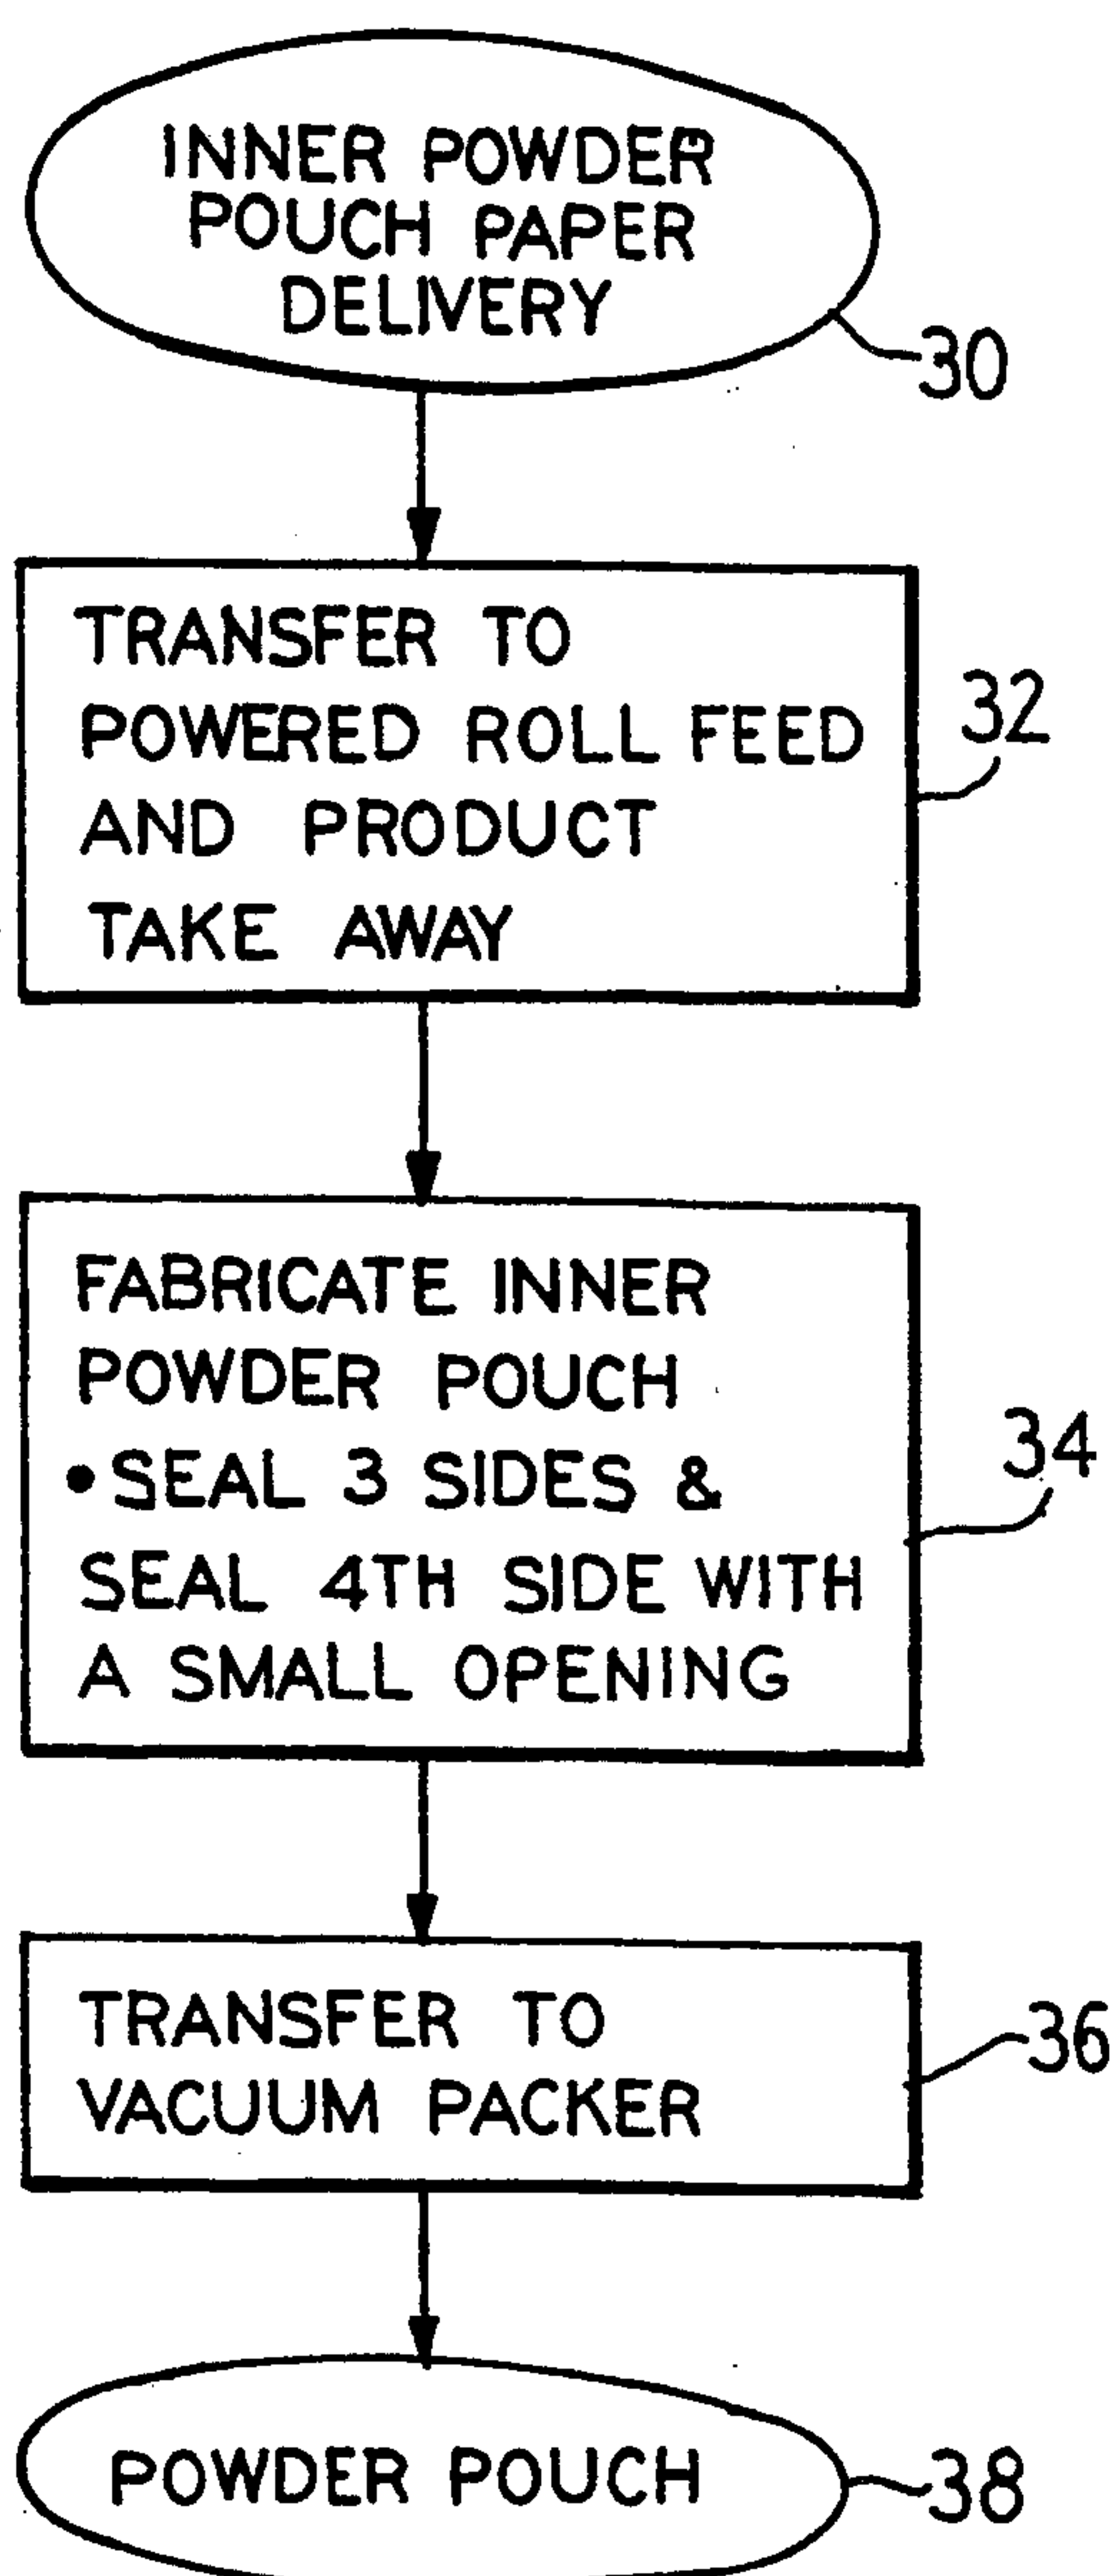 INNER POWDER
POUCH PAPER
DELIVERY
30
TRANSFER TO
POWERED ROLL FEED
AND PRODUCT
TAKE AWAY
32
FABRICATE INNER
POWDER POUCH
•SEAL 3 SIDES &
SEAL 4TH SIDE WITH
A SMALL OPENING
34
TRANSFER TO
VACUUM PACKER
36
POWDER POUCH
38